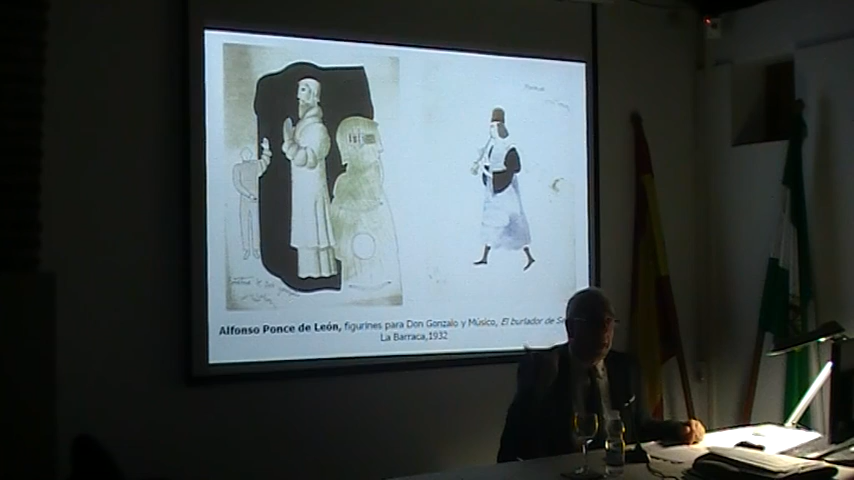 Alfonso Ponce de León, figurines para Don Gonzalo y Músico, El burlador de
La Barraca,1932